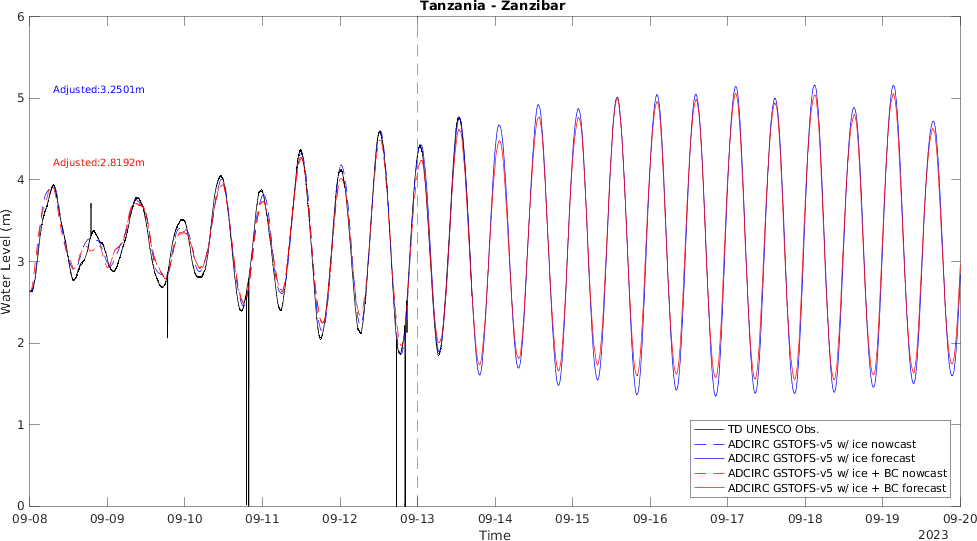 Tanzania - Zanzibar
6
5
4
3
2
1
0
Water Level (m)
Adjusted:3.2501m
Adjusted:2.8192m
TD UNESCO Obs.
ADCIRC GSTOFS-v5 w/ ice nowcast
ADCIRC GSTOFS-v5 w/ ice forecast
ADCIRC GSTOFS-v5 w/ ice + BC nowcast
ADCIRC GSTOFS-v5 w/ ice + BC forecast
09-08 09-09 09-10 09-11 09-12 09-13 09-14 09-15 09-16 09-17 09-18 09-19 09-20
Time
2023